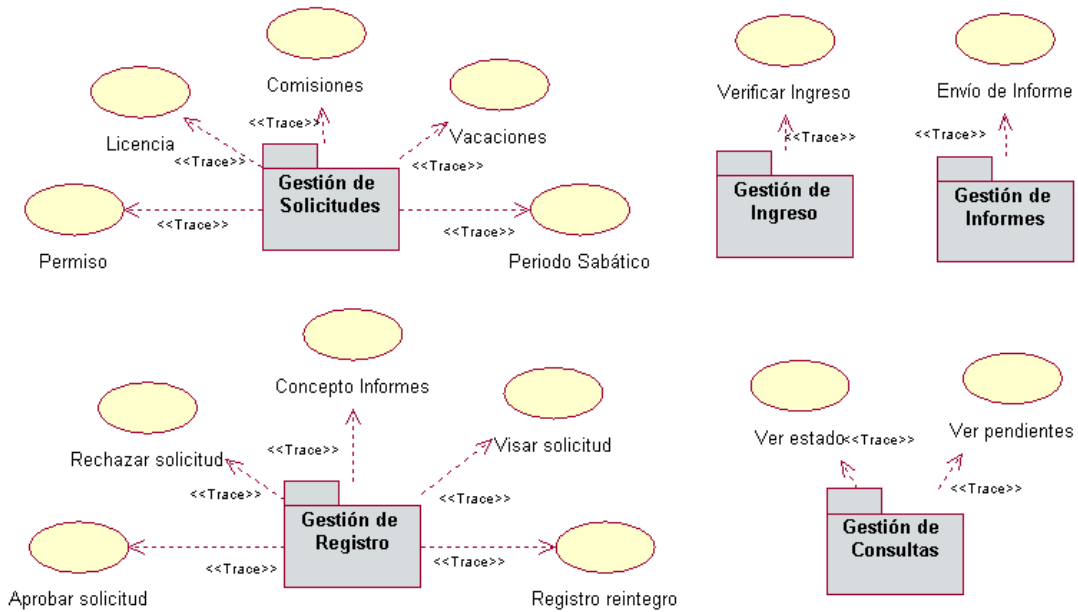 Comisiones
Licencia
<<Trace>>
<<Trace>>
<<Trace>>
Vacaciones
Gestión de
Solicitudes
Permiso
<<Trace>>
<<Trace>>
Periodo Sabático
Verificar Ingreso
<<Trace>>
Gestión de
Ingreso
Envío de Informe
<<Trace>>
Gestión de
Informes
Concepto Informes
Rechazar solicitud
<<Trace>>
Visar solicitud
<<Trace>>
<<Trace>>
Gestión de
Registro
Aprobar solicitud
<<Trace>>
<<Trace>>
Registro reintegro
Ver estado
<<Trace>>
Ver pendientes
<<Trace>>
Gestión de
Consultas